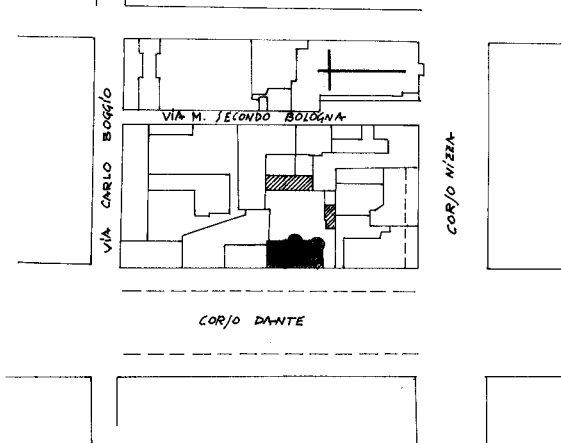 VIA M. SECONDO BOLOGNA
VIA CARLO BOGGIO
CORSO NIZZA
CORSO DANTE